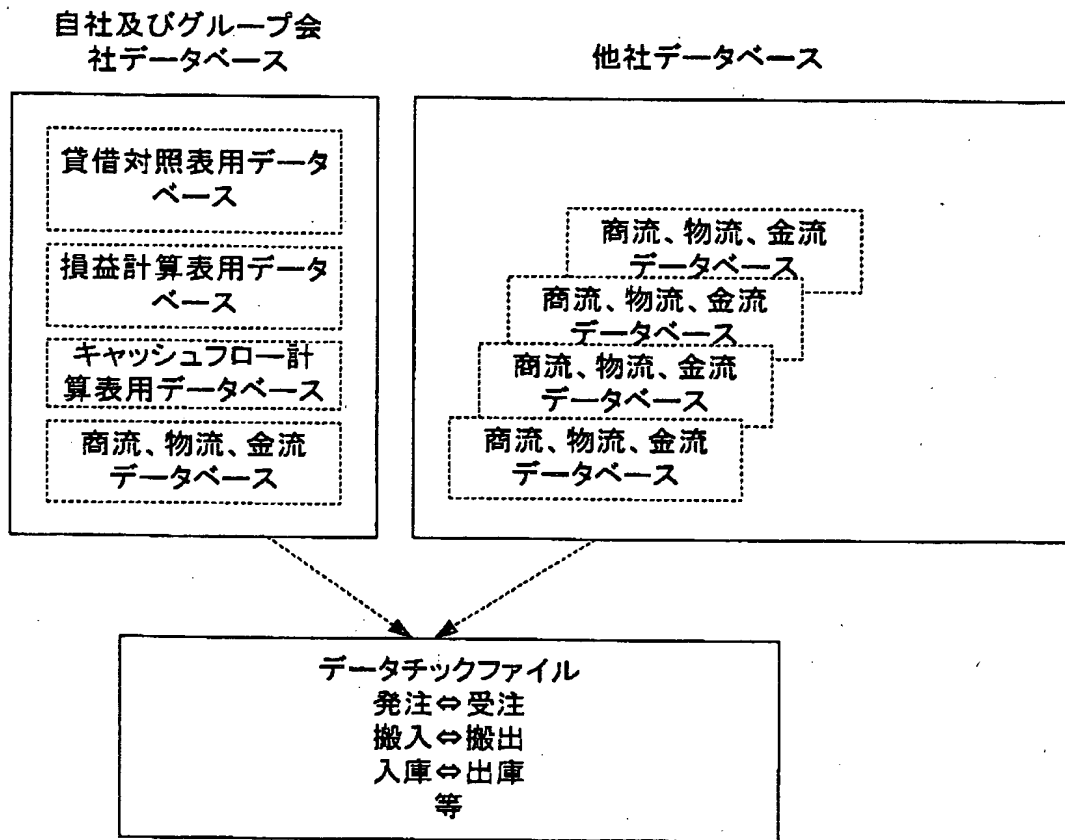 自社及びグループ会
社データベース
貸借対照表用データ
ベース
損益計算表用データ
ベース
キャッシュフロー計
算表用データベース
商流、物流、金流
データベース
他社データベース
商流、物流、金流
データベース
商流、物流、金流
データベース
商流、物流、金流
データベース
商流、物流、金流
データベース
データチックファイル
発注⇔受注
搬入⇔搬出
入庫⇔出庫
等